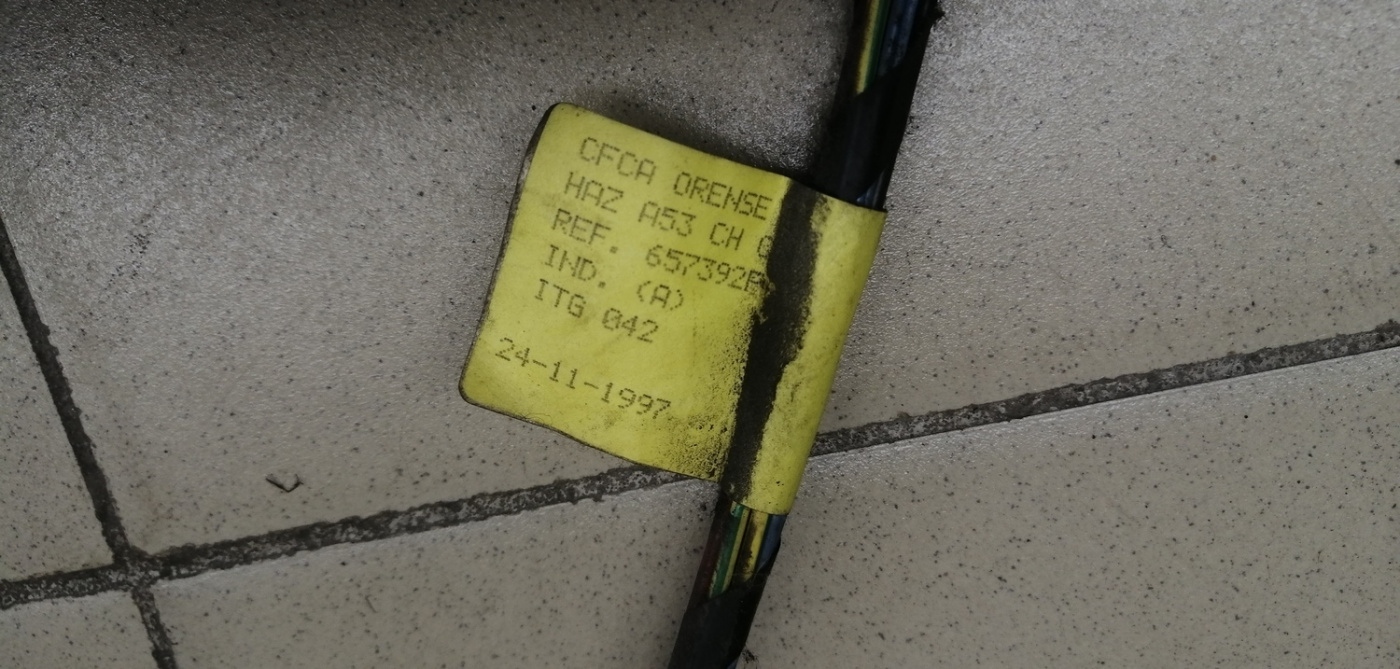 CFCA ORENSE
HAZ A53 CH
REF. 657392
IND. (A)
ITG 042
24-11-1997